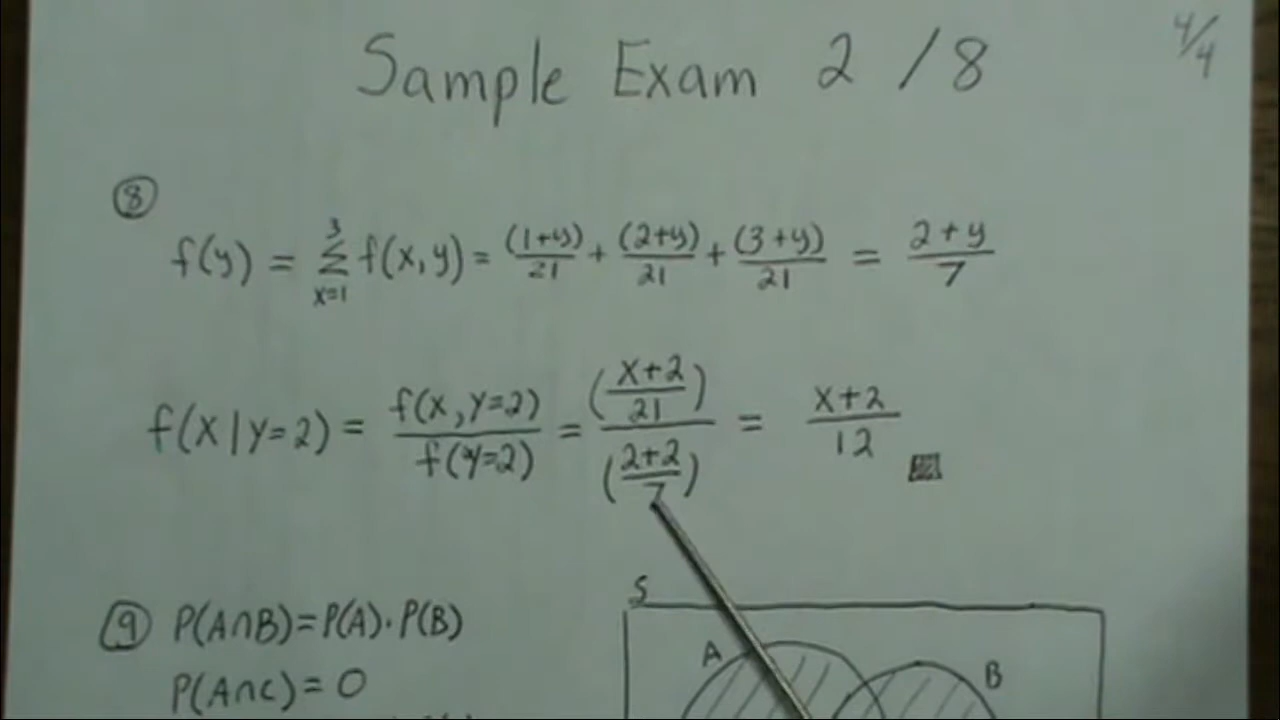 4/4
Sample Exam 2 / 8
⑧
f(y) = Σ_{x=1}^{3} f(x,y) = (1+y)/21 + (2+y)/21 + (3+y)/21 = 2+y/7
f(x|y=2) = f(x,y=2)/f(y=2) = (x+2/21)/(2+2/7) = x+2/12
⑨ P(A∩B)=P(A)·P(B)
P(A∩C)=0
S
A
B